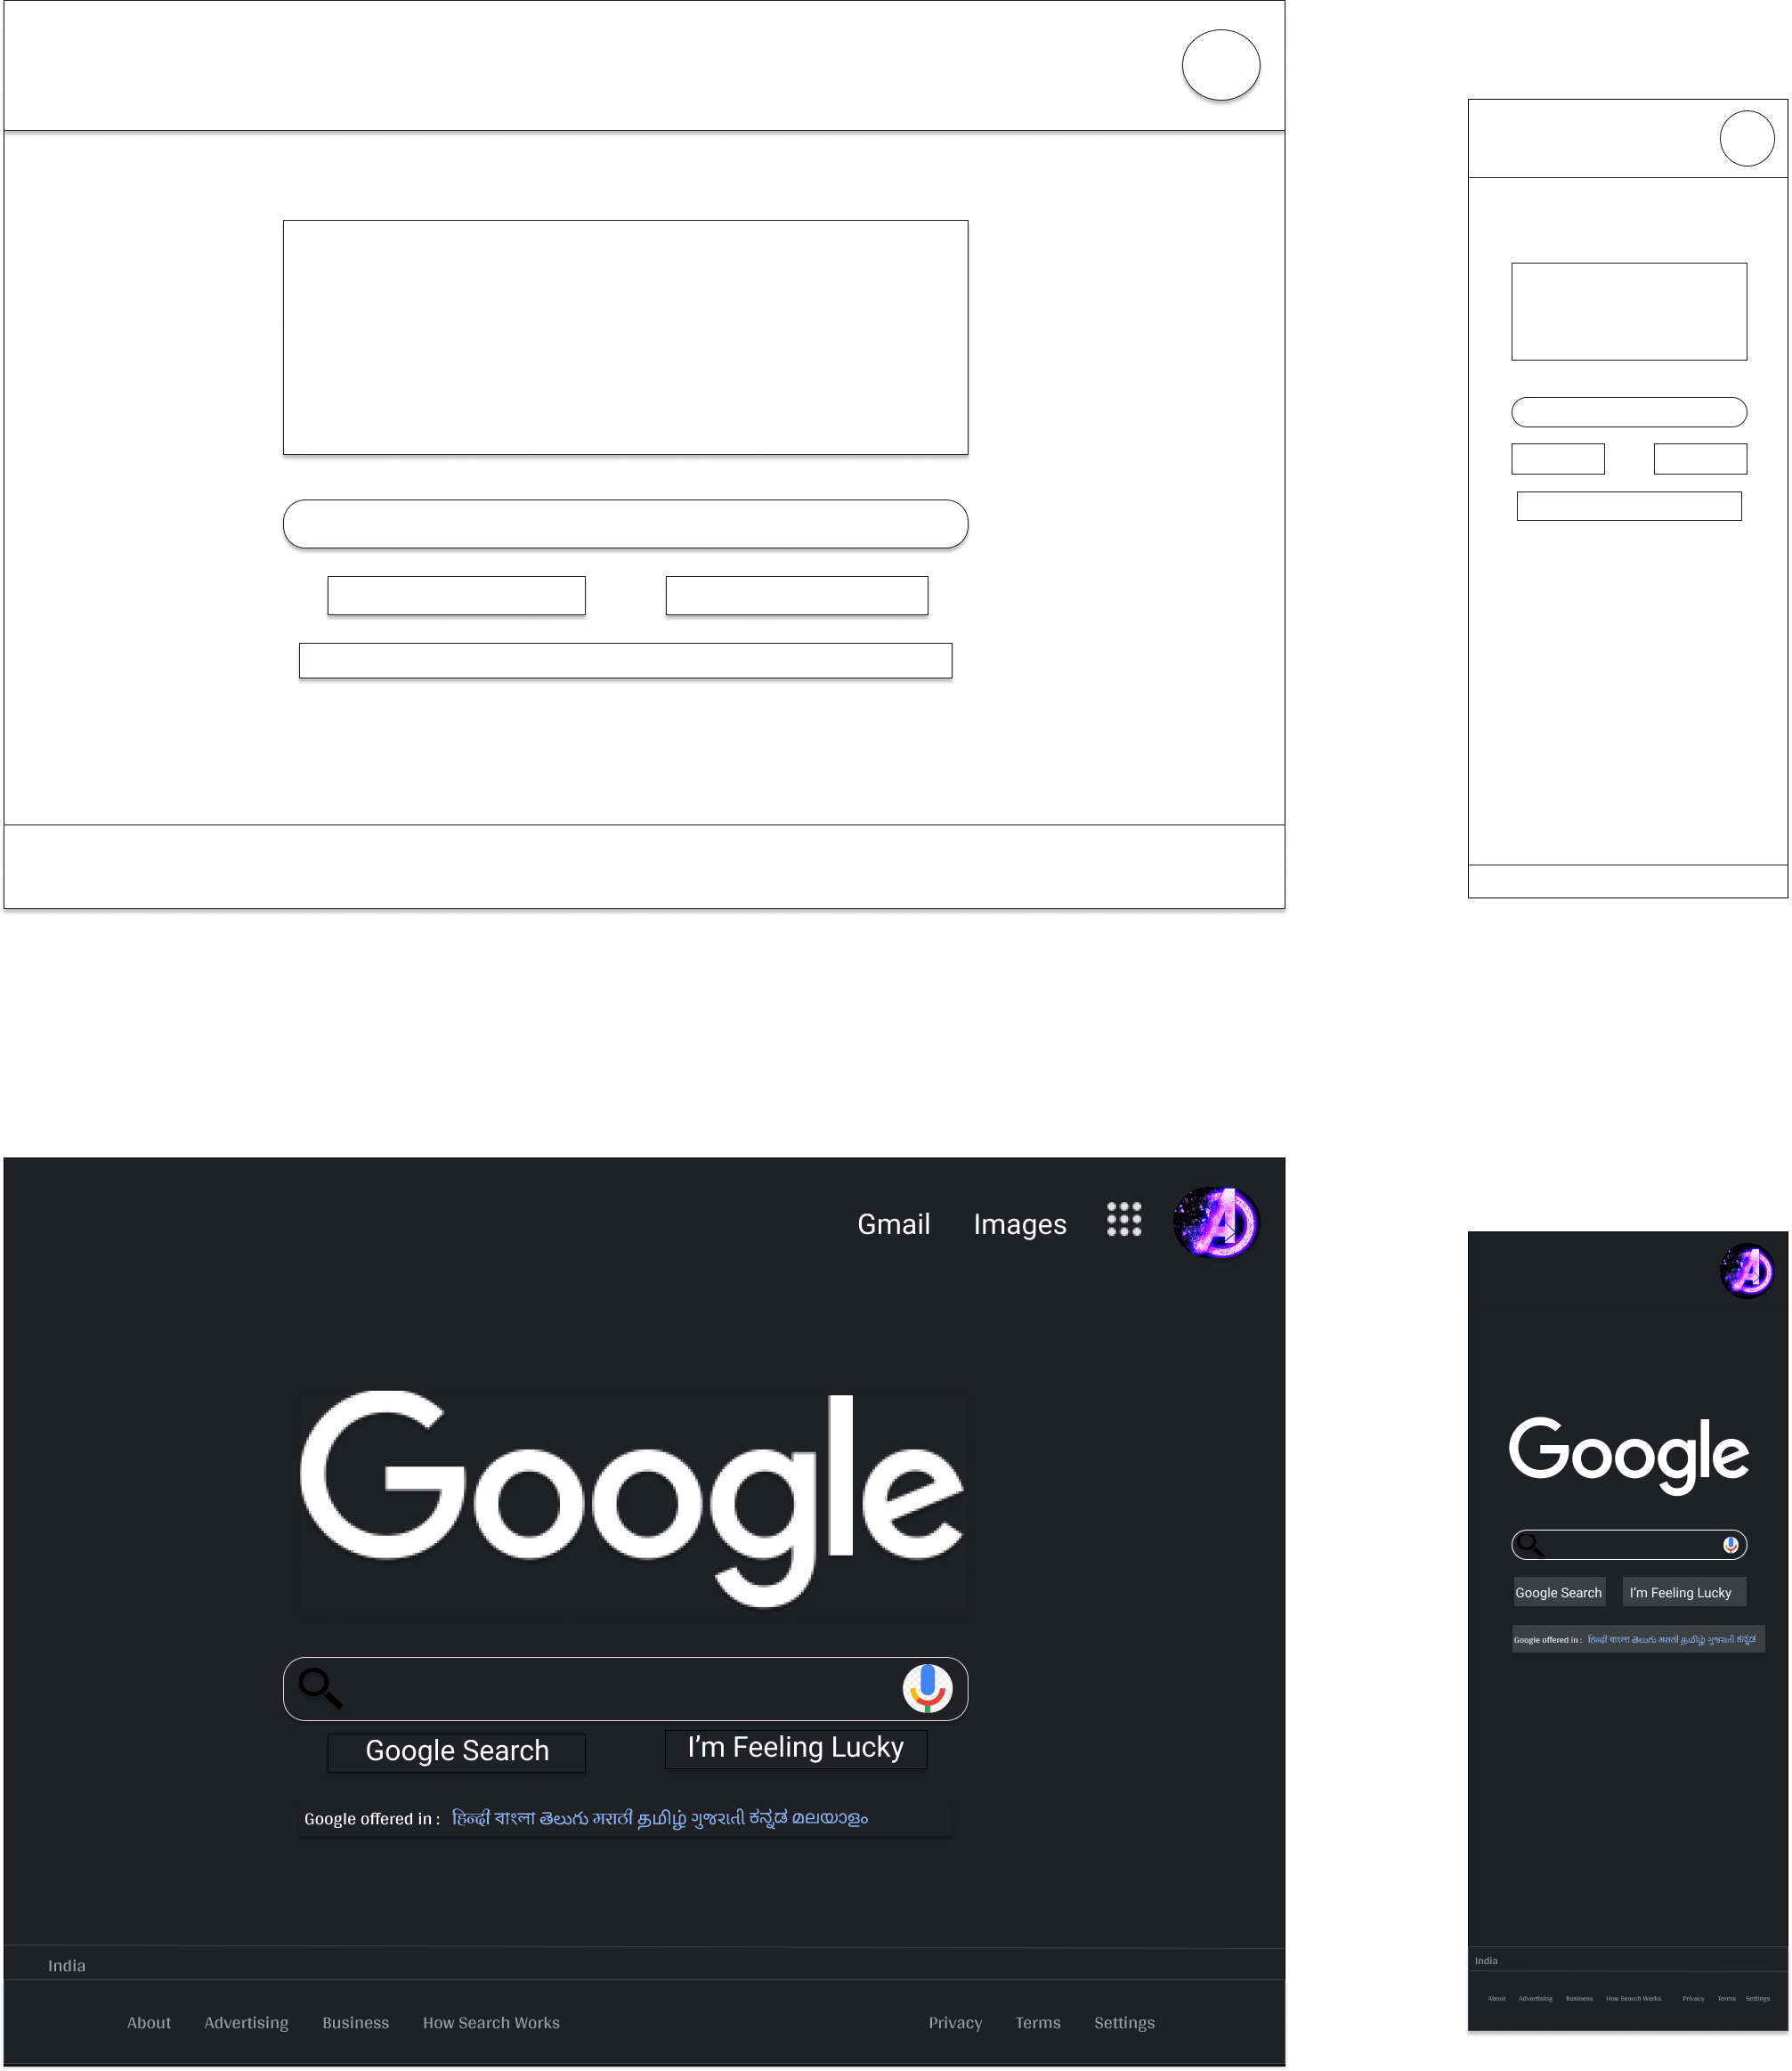 Gmail Images
Google
Google Search I'm Feeling Lucky
Google offered in : हिन्दी বাংলা తెలుగు मराठी தமிழ் ગુજરાતી ಕನ್ನಡ മലയാളം
India
About Advertising Business How Search Works Privacy Terms Settings
Google
Google Search I'm Feeling Lucky
Google offered in : हिन्दी বাংলা తెలుగు मराठी தமிழ் ગુજરાતી ಕನ್ನಡ
India
About Advertising Business How Search Works Privacy Terms Settings